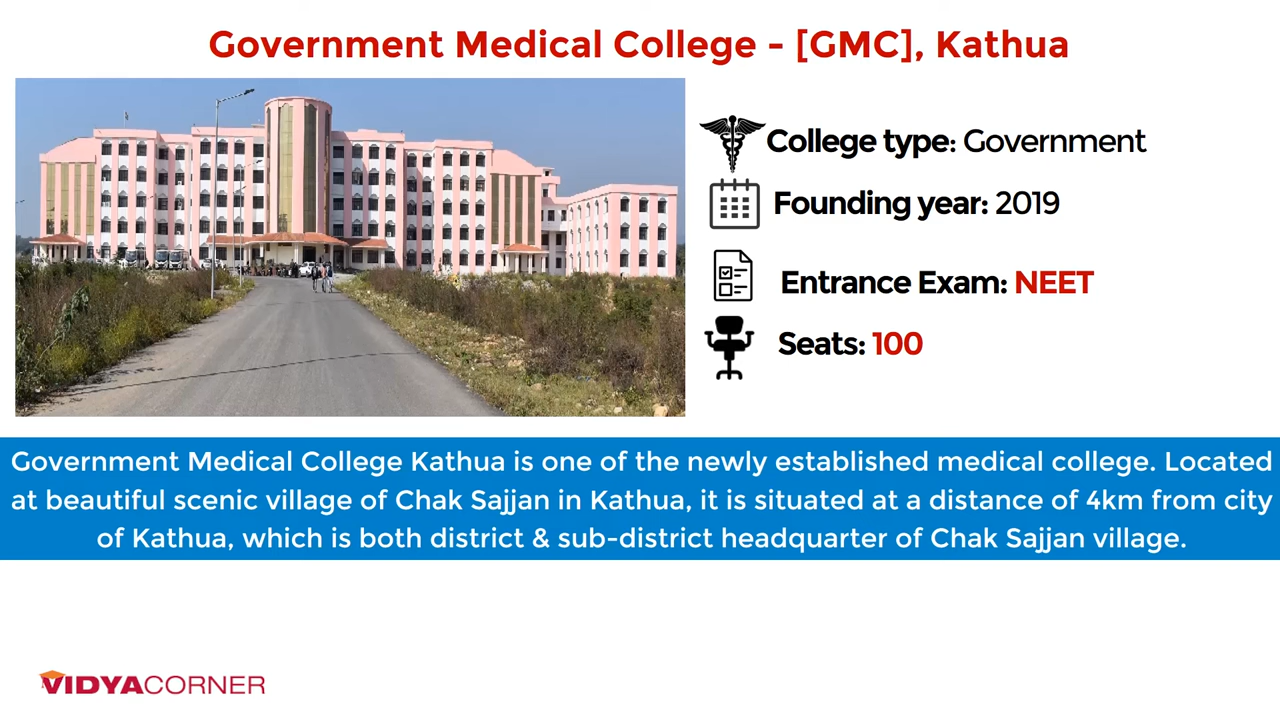 Government Medical College - [GMC], Kathua
College type: Government
Founding year: 2019
Entrance Exam: NEET
Seats: 100
Government Medical College Kathua is one of the newly established medical college. Located
at beautiful scenic village of Chak Sajjan in Kathua, it is situated at a distance of 4km from city
of Kathua, which is both district & sub-district headquarter of Chak Sajjan village.
VIDYACORNER